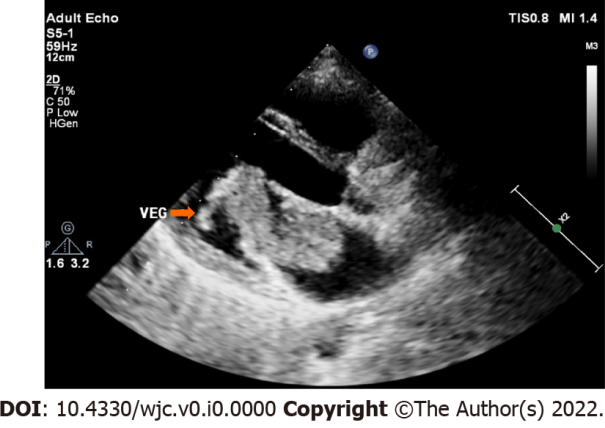 Adult Echo
TIS0.8 MI 1.4
S5-1
59Hz
12cm
M3
2D
71%
C 50
P Low
HGen
VEG
G
P R
1.6 3.2
x2
P
DOI: 10.4330/wjc.v0.i0.0000 Copyright ©The Author(s) 2022.